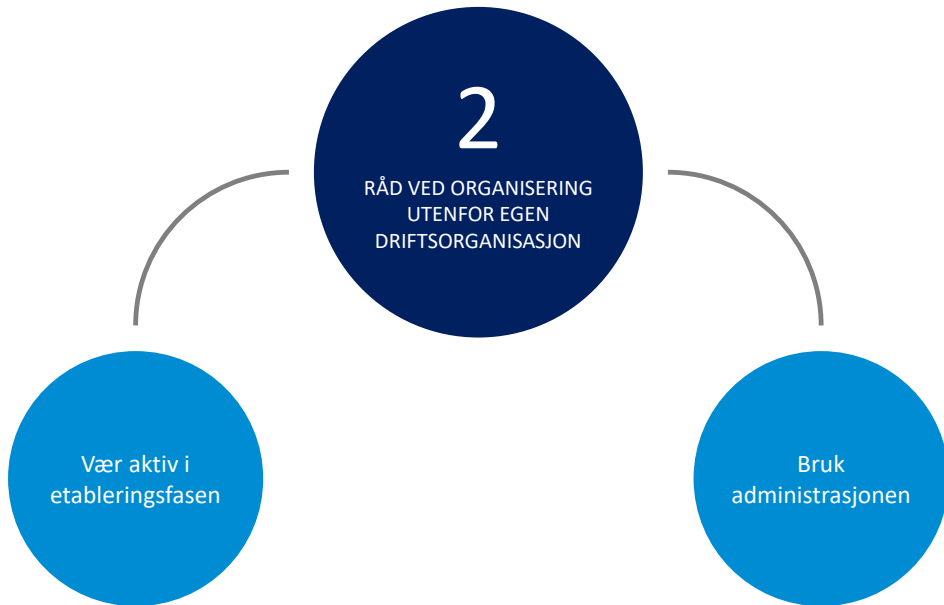 2
RÅD VED ORGANISERING
UTENFOR EGEN
DRIFTSORGANISASJON
Vær aktiv i
etableringsfasen
Bruk
administrasjonen